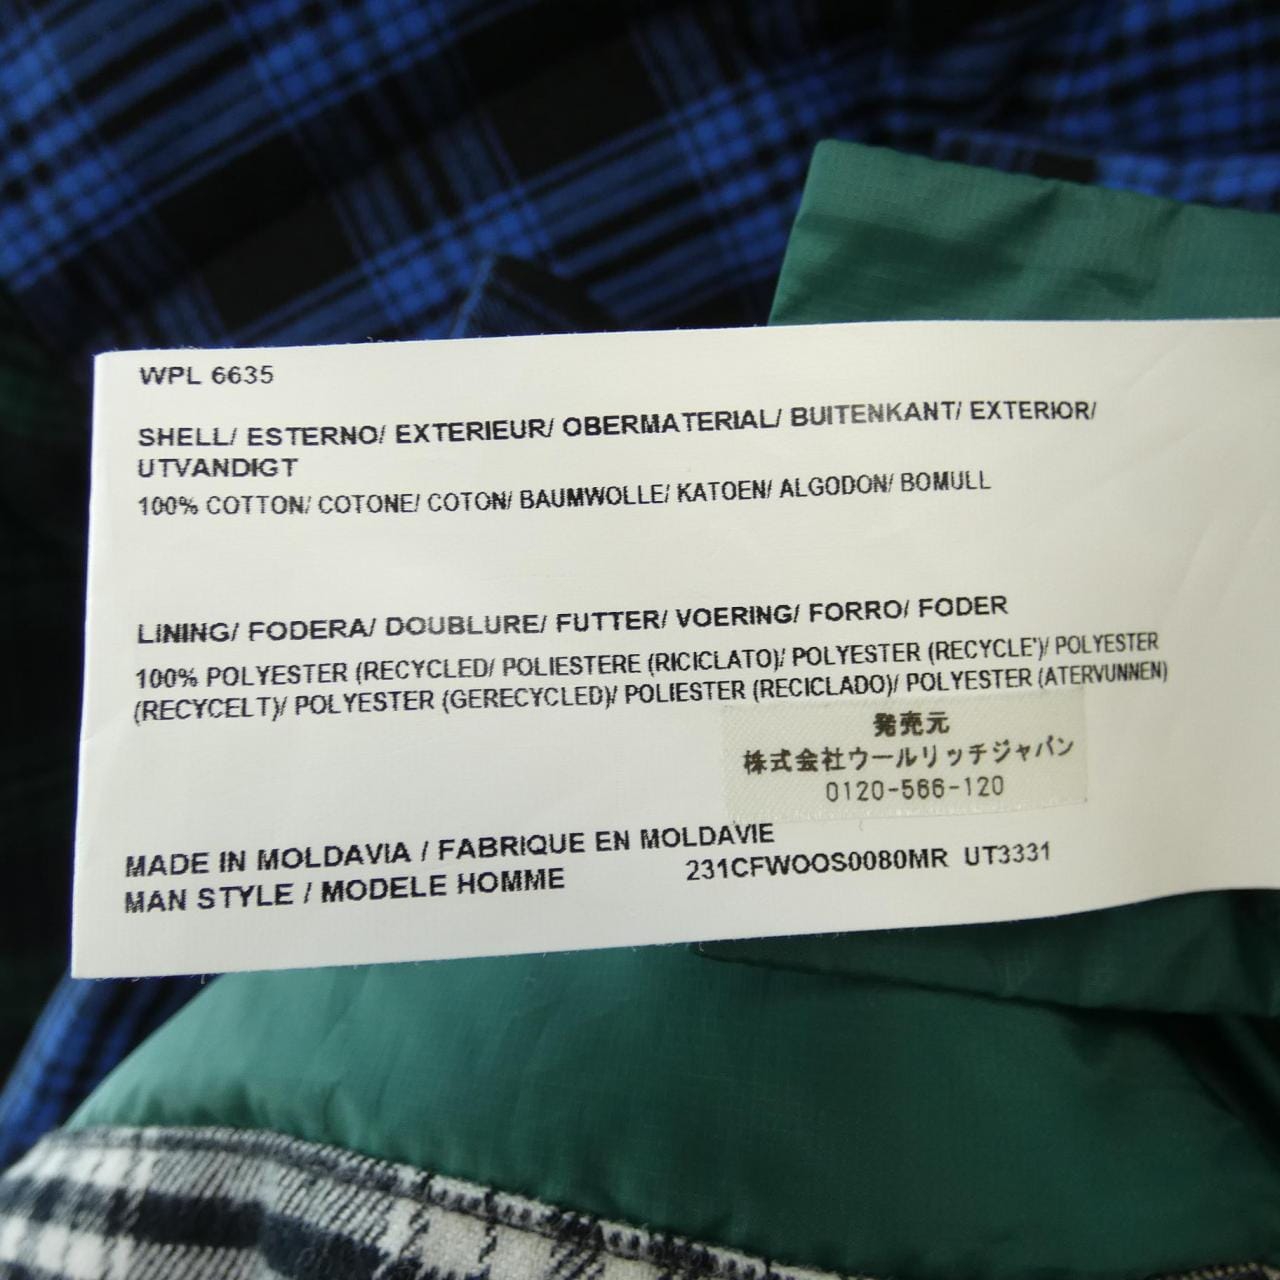 WPL 6635
SHELL/ ESTERNO/ EXTERIEUR/ OBERMATERIAL/ BUITENKANT/ EXTERIOR/
UTVANDIGT
100% COTTON/ COTONE/ COTON/ BAUMWOLLE/ KATOEN/ ALGODON/ BOMULL
LINING/ FODERA/ DOUBLURE/ FUTTER/ VOERING/ FORRO/ FODER
100% POLYESTER (RECYCLED/ POLIESTERE (RICICLATO)/ POLYESTER (RECYCLE')/ POLYESTER
(RECYCELT)/ POLYESTER (GERECYCLED)/ POLIESTER (RECICLADO)/ POLYESTER (ATERVUNNEN)
発売元
株式会社ウールリッチジャパン
0120-566-120
MADE IN MOLDAVIA / FABRIQUE EN MOLDAVIE
MAN STYLE / MODELE HOMME 231CFWOOS0080MR UT3331